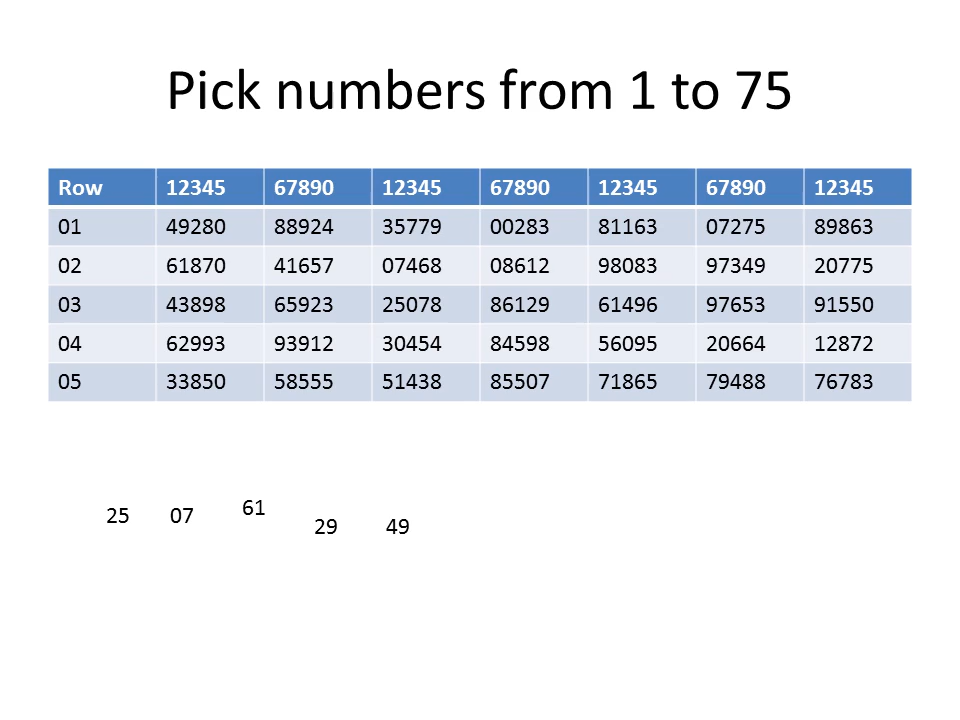 Pick numbers from 1 to 75
Row 12345 67890 12345 67890 12345 67890 12345
01 49280 88924 35779 00283 81163 07275 89863
02 61870 41657 07468 08612 98083 97349 20775
03 43898 65923 25078 86129 61496 97653 91550
04 62993 93912 30454 84598 56095 20664 12872
05 33850 58555 51438 85507 71865 79488 76783
25 07 61 29 49